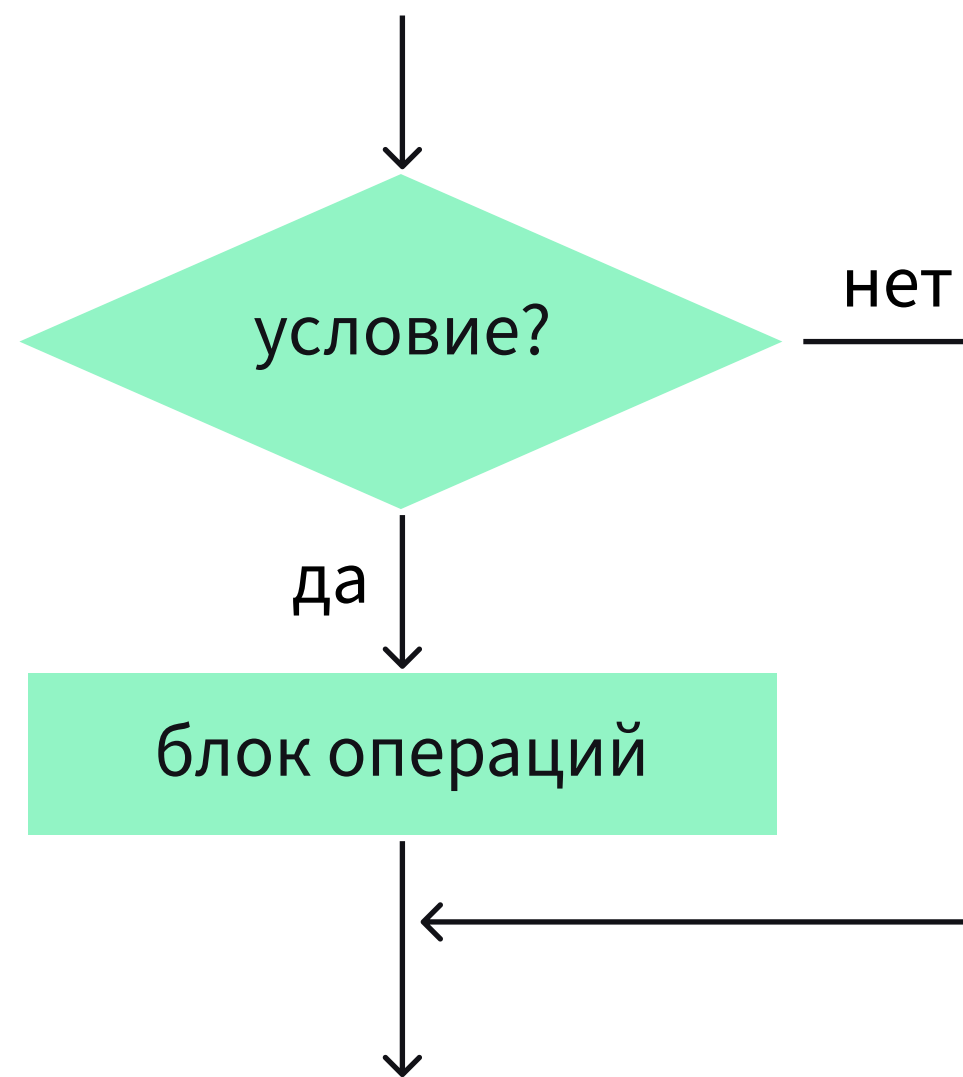 условие?
нет
да
блок операций